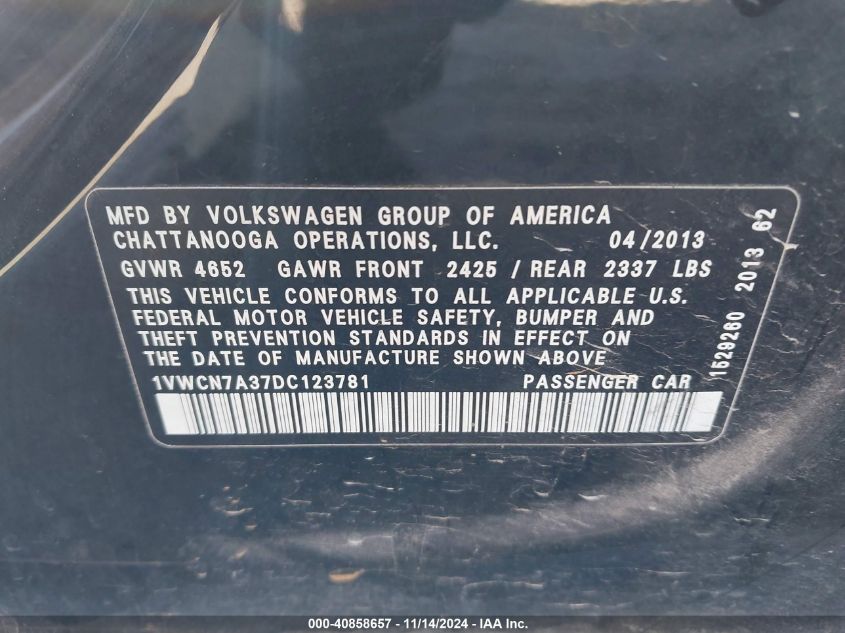 MFD BY VOLKSWAGEN GROUP OF AMERICA
CHATTANOOGA OPERATIONS, LLC. 04/2013
GVWR 4652 GAWR FRONT 2425 / REAR 2337 LBS
THIS VEHICLE CONFORMS TO ALL APPLICABLE U.S.
FEDERAL MOTOR VEHICLE SAFETY, BUMPER AND
THEFT PREVENTION STANDARDS IN EFFECT ON
THE DATE OF MANUFACTURE SHOWN ABOVE
1VWCN7A37DC123781 PASSENGER CAR
1529260 2013 62
000-40858657 - 11/14/2024 - IAA Inc.